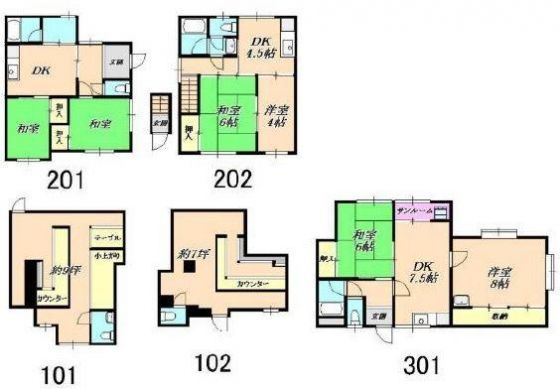 DK
玄関
和室
押入
押入
和室
201
玄関
DK
4.5帖
和室
6帖
洋室
4帖
押入
202
テーブル
小上がり
約9坪
カウンター
101
約7坪
カウンター
102
サンルーム
和室
6帖
押入
DK
7.5帖
洋室
8帖
玄関
収納
301